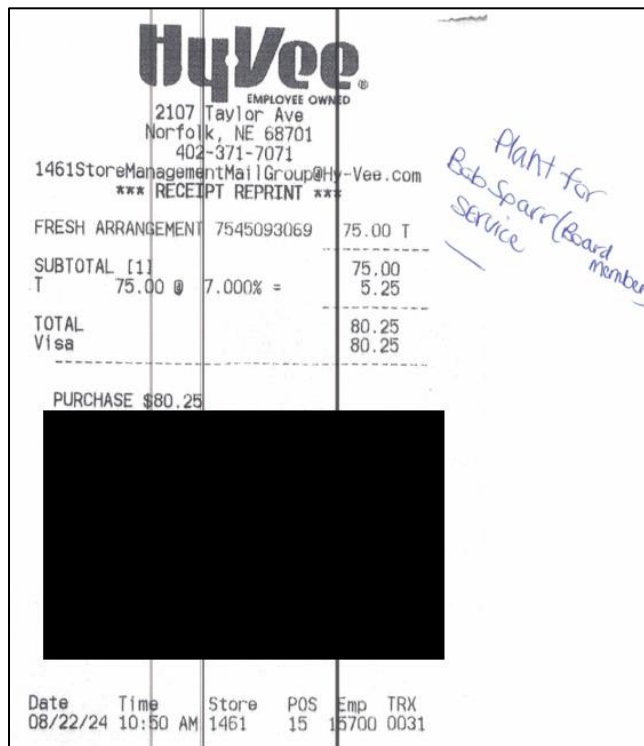 HyVee®
EMPLOYEE OWNED
2107 Taylor Ave
Norfolk, NE 68701
402-371-7071
1461StoreManagementMailGroup@Hy-Vee.com
*** RECEIPT REPRINT ***
FRESH ARRANGEMENT 7545093069 75.00 T
SUBTOTAL [1] 75.00
T 75.00 @ 7.000% = 5.25
TOTAL 80.25
Visa 80.25
PURCHASE $80.25
Date Time Store POS Emp TRX
08/22/24 10:50 AM 1461 15 15700 0031
Plant for
Bob Sparr (Board
member
Service